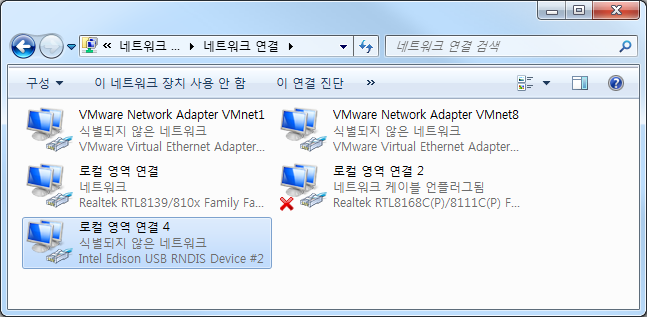 « 네트워크 ... ▸ 네트워크 연결 ▸
네트워크 연결 검색
구성 ▾ 이 네트워크 장치 사용 안 함 이 연결 진단 »
VMware Network Adapter VMnet1
식별되지 않은 네트워크
VMware Virtual Ethernet Adapter...
VMware Network Adapter VMnet8
식별되지 않은 네트워크
VMware Virtual Ethernet Adapter...
로컬 영역 연결
네트워크
Realtek RTL8139/810x Family Fa...
로컬 영역 연결 2
네트워크 케이블 언플러그됨
Realtek RTL8168C(P)/8111C(P) F...
로컬 영역 연결 4
식별되지 않은 네트워크
Intel Edison USB RNDIS Device #2